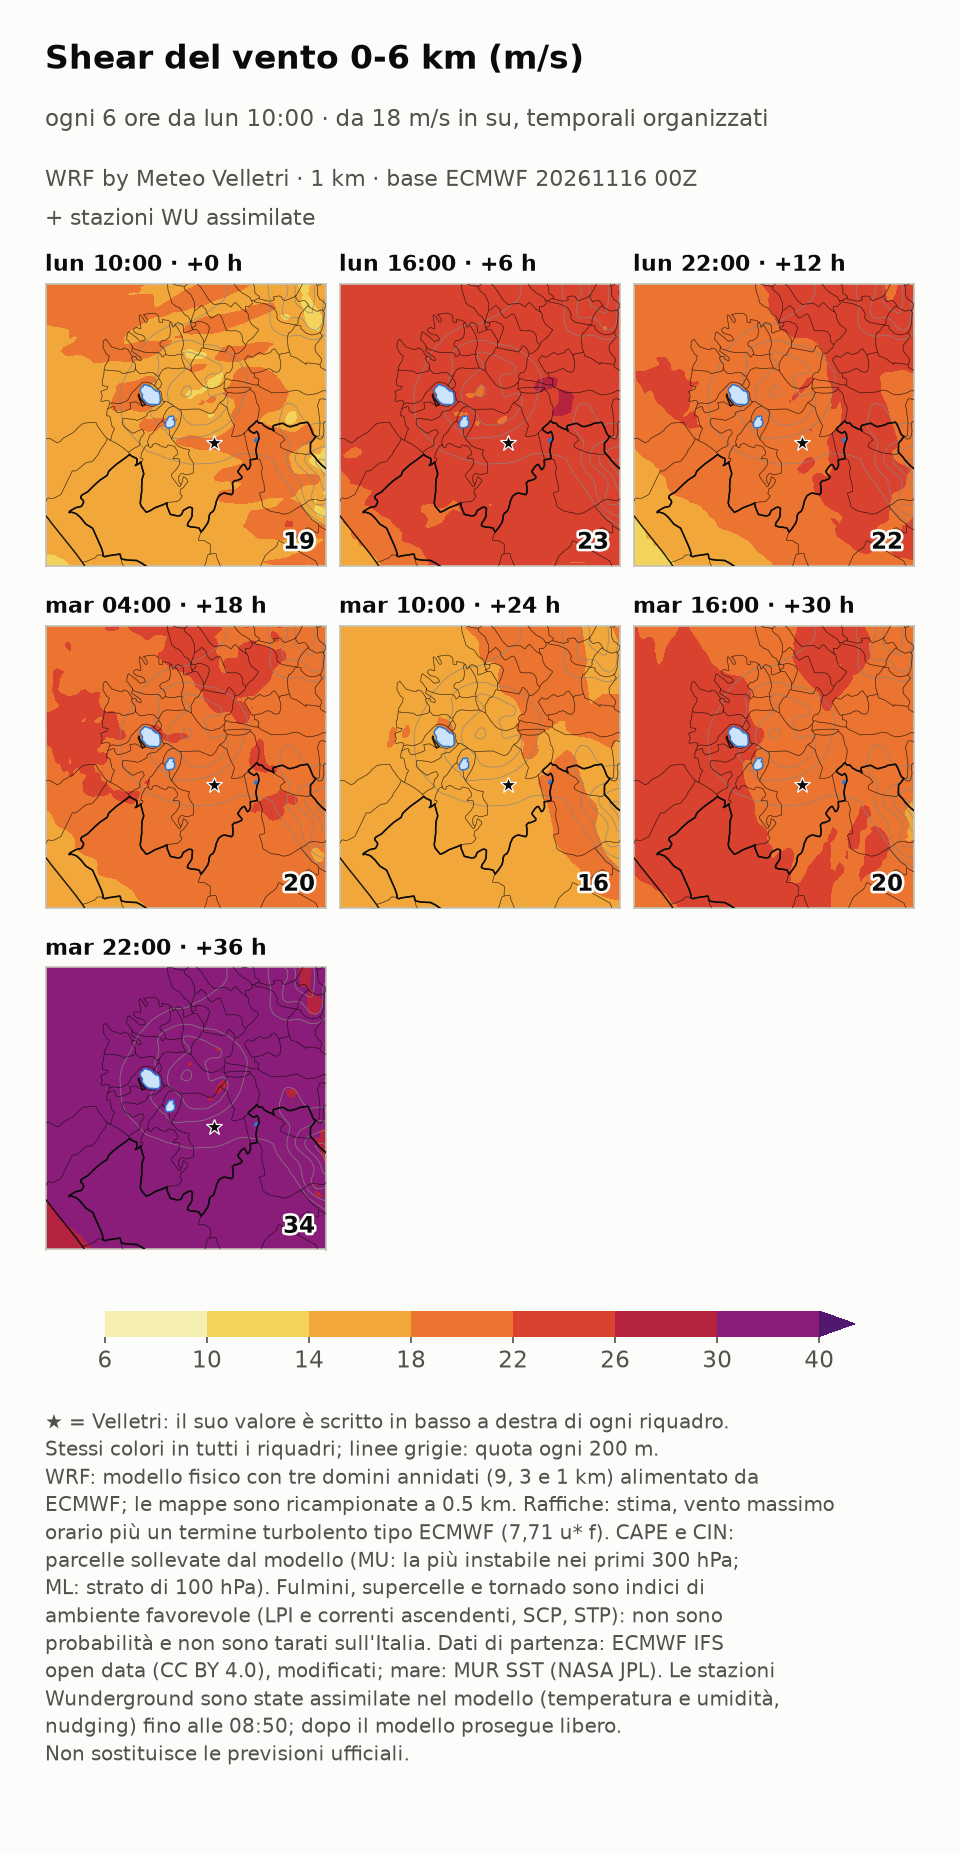 Shear del vento 0-6 km (m/s)
ogni 6 ore da lun 10:00 · da 18 m/s in su, temporali organizzati
WRF by Meteo Velletri · 1 km · base ECMWF 20261116 00Z
+ stazioni WU assimilate
lun 10:00 · +0 h
lun 16:00 · +6 h
lun 22:00 · +12 h
19
23
22
mar 04:00 · +18 h
mar 10:00 · +24 h
mar 16:00 · +30 h
20
16
20
mar 22:00 · +36 h
34
6 10 14 18 22 26 30 40
★ = Velletri: il suo valore è scritto in basso a destra di ogni riquadro.
Stessi colori in tutti i riquadri; linee grigie: quota ogni 200 m.
WRF: modello fisico con tre domini annidati (9, 3 e 1 km) alimentato da
ECMWF; le mappe sono ricampionate a 0.5 km. Raffiche: stima, vento massimo
orario più un termine turbolento tipo ECMWF (7,71 u* f). CAPE e CIN:
parcelle sollevate dal modello (MU: la più instabile nei primi 300 hPa;
ML: strato di 100 hPa). Fulmini, supercelle e tornado sono indici di
ambiente favorevole (LPI e correnti ascendenti, SCP, STP): non sono
probabilità e non sono tarati sull'Italia. Dati di partenza: ECMWF IFS
open data (CC BY 4.0), modificati; mare: MUR SST (NASA JPL). Le stazioni
Wunderground sono state assimilate nel modello (temperatura e umidità,
nudging) fino alle 08:50; dopo il modello prosegue libero.
Non sostituisce le previsioni ufficiali.